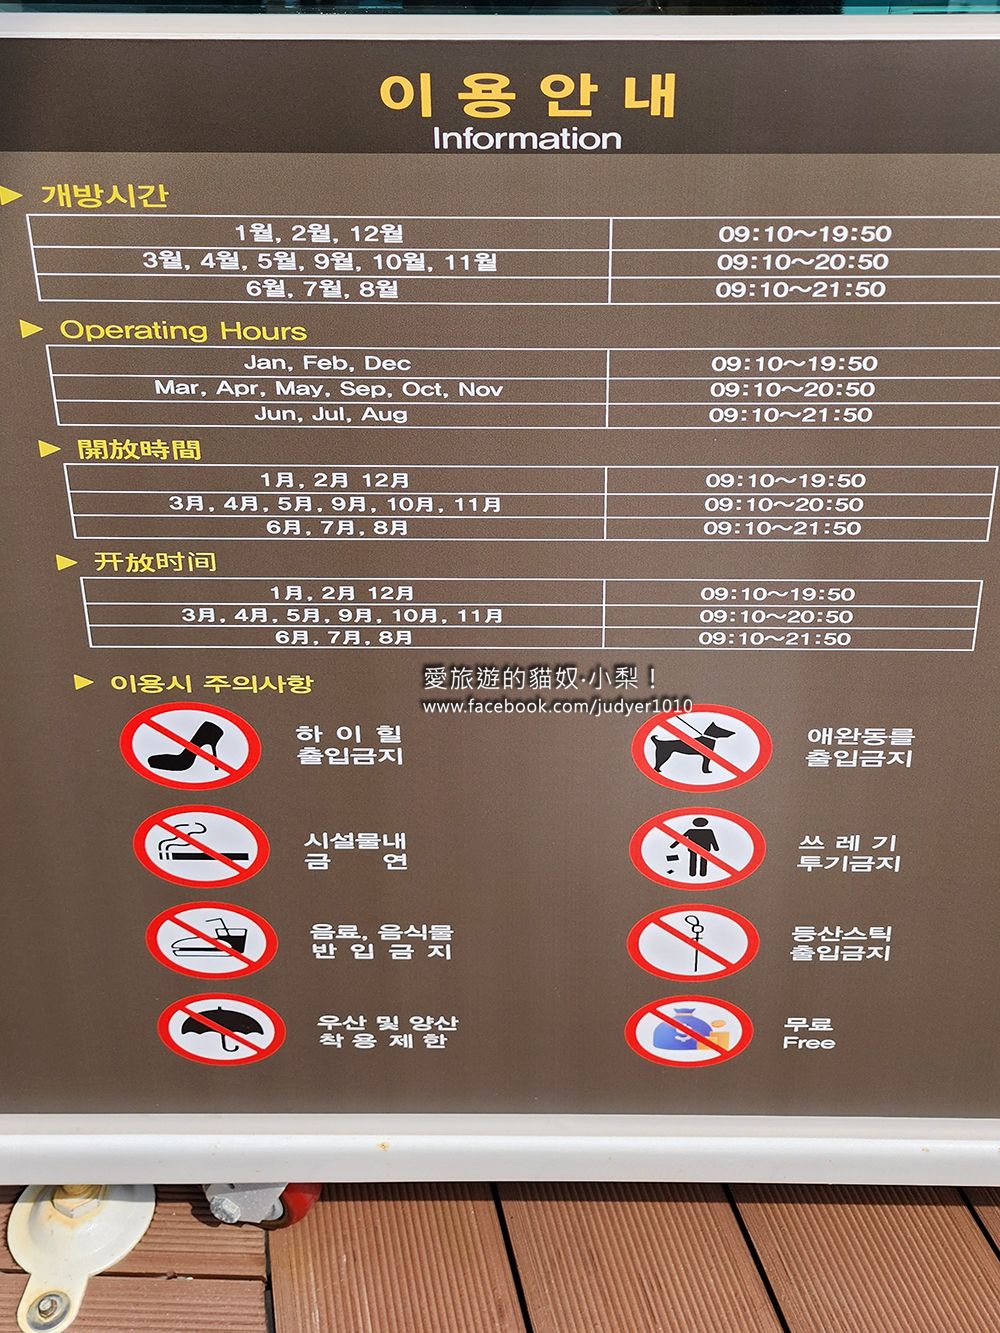 이용안내
Information
개방시간
1월, 2월, 12월 09:10~19:50
3월, 4월, 5월, 9월, 10월, 11월 09:10~20:50
6월, 7월, 8월 09:10~21:50
Operating Hours
Jan, Feb, Dec 09:10~19:50
Mar, Apr, May, Sep, Oct, Nov 09:10~20:50
Jun, Jul, Aug 09:10~21:50
開放時間
1月, 2月 12月 09:10~19:50
3月, 4月, 5月, 9月, 10月, 11月 09:10~20:50
6月, 7月, 8月 09:10~21:50
开放时间
1月, 2月 12月 09:10~19:50
3月, 4月, 5月, 9月, 10月, 11月 09:10~20:50
6月, 7月, 8月 09:10~21:50
이용시 주의사항
愛旅遊的貓奴·小梨！
www.facebook.com/judyer1010
하이힐
출입금지
애완동물
출입금지
시설물내
금 연
쓰레기
투기금지
음료, 음식물
반입금지
등산스틱
출입금지
우산 및 양산
착용제한
무료
Free